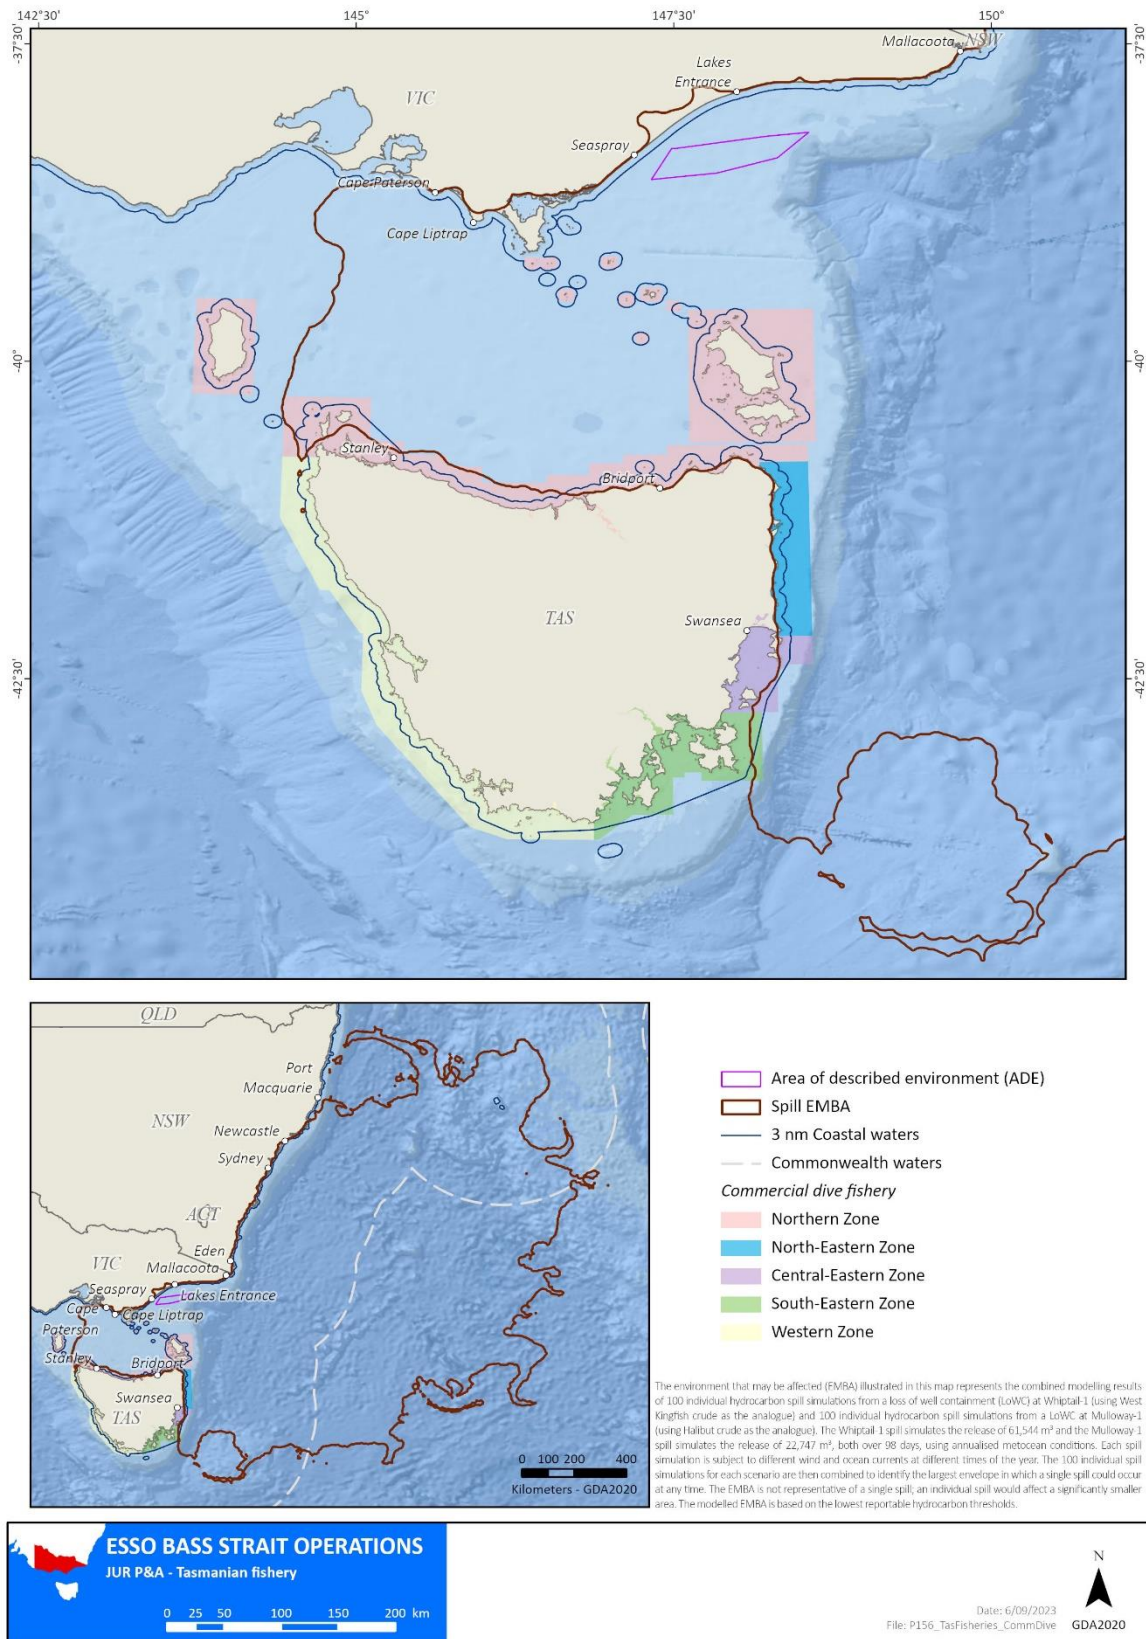 142°30'
145°
147°30'
150°
-37°30'
-37°30'
Mallacoota
NSW
Lakes
Entrance
VIC
Seaspray
Cape Paterson
Cape Liptrap
-40°
-40°
Stanley
Bridport
TAS
Swansea
-42°30'
-42°30'
QLD
Port
Macquarie
NSW
Newcastle
Sydney
ACT
Eden
VIC
Mallacoota
Seaspray
Lakes Entrance
Cape
Cape Liptrap
Paterson
Stanley
Bridport
Swansea
TAS
0 100 200 400
Kilometers - GDA2020
Area of described environment (ADE)
Spill EMBA
3 nm Coastal waters
Commonwealth waters
Commercial dive fishery
Northern Zone
North-Eastern Zone
Central-Eastern Zone
South-Eastern Zone
Western Zone
The environment that may be affected (EMBA) illustrated in this map represents the combined modelling results
of 100 individual hydrocarbon spill simulations from a loss of well containment (LoWC) at Whiptail-1 (using West
Kingfish crude as the analogue) and 100 individual hydrocarbon spill simulations from a LoWC at Mulloway-1
(using Halibut crude as the analogue). The Whiptail-1 spill simulates the release of 61,544 m³ and the Mulloway-1
spill simulates the release of 22,747 m³, both over 98 days, using annualised metocean conditions. Each spill
simulation is subject to different wind and ocean currents at different times of the year. The 100 individual spill
simulations for each scenario are then combined to identify the largest envelope in which a single spill could occur
at any time. The EMBA is not representative of a single spill; an individual spill would affect a significantly smaller
area. The modelled EMBA is based on the lowest reportable hydrocarbon thresholds.
ESSO BASS STRAIT OPERATIONS
JUR P&A - Tasmanian fishery
0 25 50 100 150 200 km
N
Date: 6/09/2023
File: P156_TasFisheries_CommDive
GDA2020